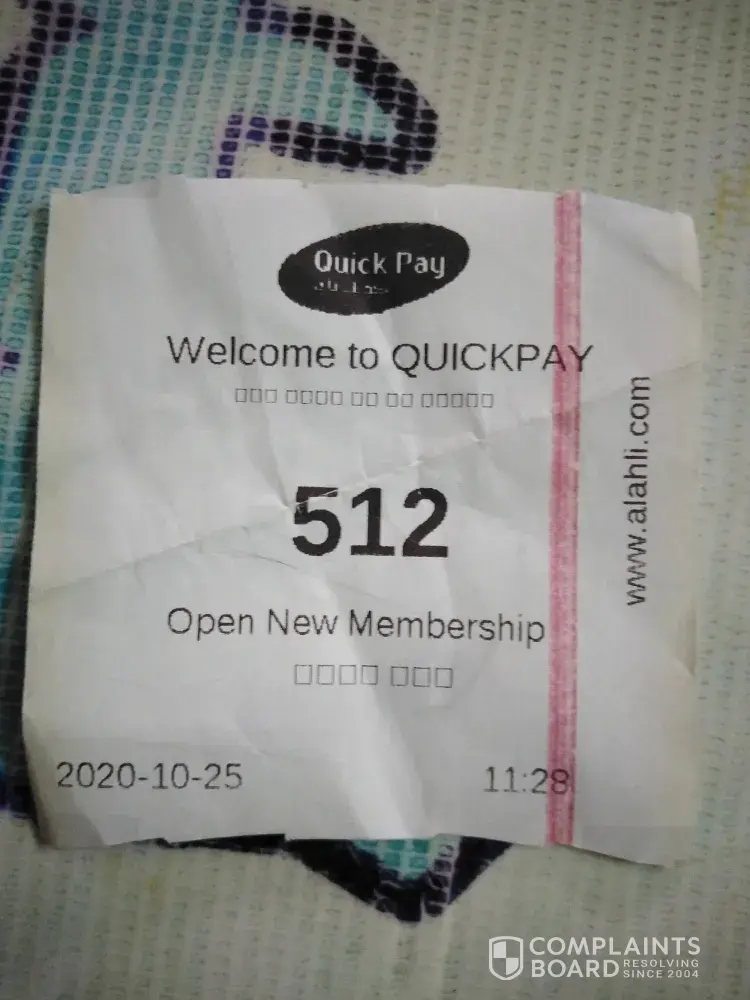 Quick Pay
Welcome to QUICKPAY
□□□ □□□□ □□ □□ □□□□□
512
Open New Membership
□□□□ □□□
2020-10-25 11:28
www.alahli.com
COMPLAINTS
BOARD RESOLVING
SINCE 2004